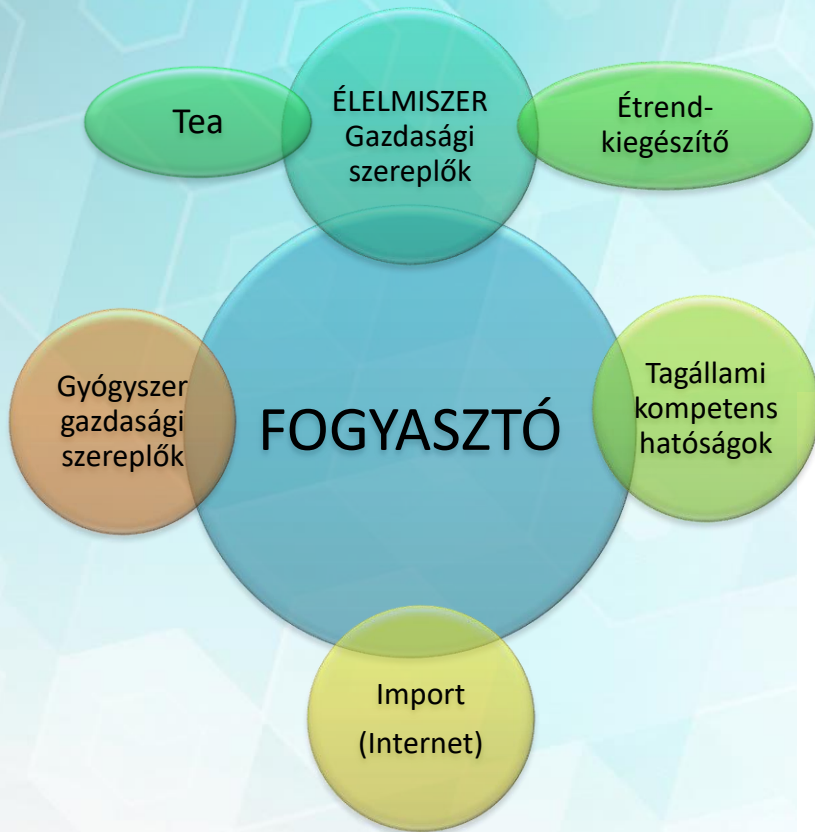 Tea
ÉLELMISZER
Gazdasági
szereplők
Étrend-
kiegészítő
Gyógyszer
gazdasági
szereplők
FOGYASZTÓ
Tagállami
kompetens
hatóságok
Import
(Internet)